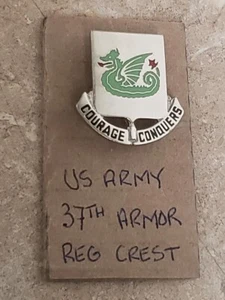 COURAGE CONQUERS
US ARMY
37TH ARMOR
REG CREST